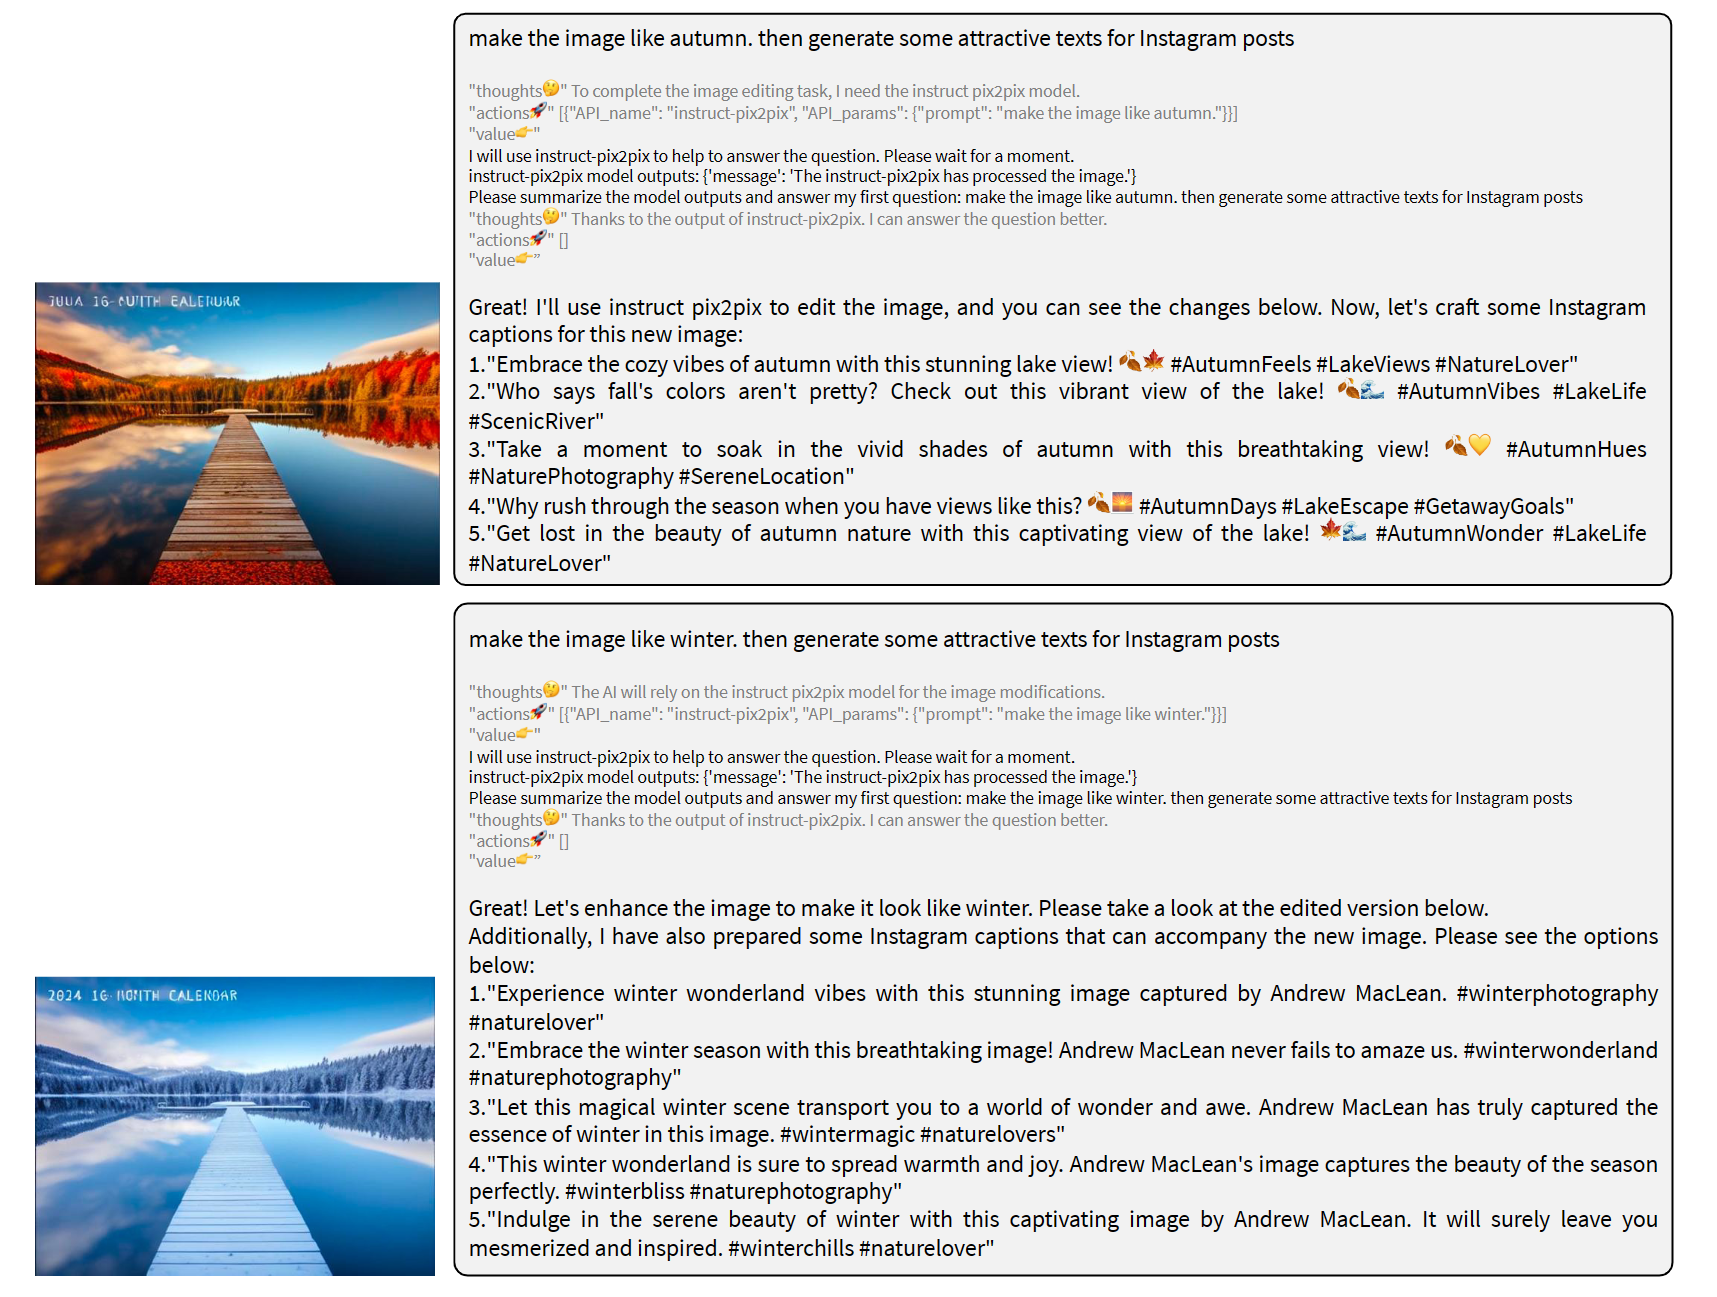 make the image like autumn. then generate some attractive texts for Instagram posts
"thoughts🤔" To complete the image editing task, I need the instruct pix2pix model.
"actions🚀" [{"API_name": "instruct-pix2pix", "API_params": {"prompt": "make the image like autumn."}}]
"value👉"
I will use instruct-pix2pix to help to answer the question. Please wait for a moment.
instruct-pix2pix model outputs: {'message': 'The instruct-pix2pix has processed the image.'}
Please summarize the model outputs and answer my first question: make the image like autumn. then generate some attractive texts for Instagram posts
"thoughts🤔" Thanks to the output of instruct-pix2pix. I can answer the question better.
"actions🚀" []
"value👉”
Great! I'll use instruct pix2pix to edit the image, and you can see the changes below. Now, let's craft some Instagram
captions for this new image:
1."Embrace the cozy vibes of autumn with this stunning lake view! 🍂🍁 #AutumnFeels #LakeViews #NatureLover"
2."Who says fall's colors aren't pretty? Check out this vibrant view of the lake! 🍂🌊 #AutumnVibes #LakeLife
#ScenicRiver"
3."Take a moment to soak in the vivid shades of autumn with this breathtaking view! 🍂💛 #AutumnHues
#NaturePhotography #SereneLocation"
4."Why rush through the season when you have views like this? 🍂🌅 #AutumnDays #LakeEscape #GetawayGoals"
5."Get lost in the beauty of autumn nature with this captivating view of the lake! 🍁🌊 #AutumnWonder #LakeLife
#NatureLover"
make the image like winter. then generate some attractive texts for Instagram posts
"thoughts🤔" The AI will rely on the instruct pix2pix model for the image modifications.
"actions🚀" [{"API_name": "instruct-pix2pix", "API_params": {"prompt": "make the image like winter."}}]
"value👉"
I will use instruct-pix2pix to help to answer the question. Please wait for a moment.
instruct-pix2pix model outputs: {'message': 'The instruct-pix2pix has processed the image.'}
Please summarize the model outputs and answer my first question: make the image like winter. then generate some attractive texts for Instagram posts
"thoughts🤔" Thanks to the output of instruct-pix2pix. I can answer the question better.
"actions🚀" []
"value👉”
Great! Let's enhance the image to make it look like winter. Please take a look at the edited version below.
Additionally, I have also prepared some Instagram captions that can accompany the new image. Please see the options
below:
1."Experience winter wonderland vibes with this stunning image captured by Andrew MacLean. #winterphotography
#naturelover"
2."Embrace the winter season with this breathtaking image! Andrew MacLean never fails to amaze us. #winterwonderland
#naturephotography"
3."Let this magical winter scene transport you to a world of wonder and awe. Andrew MacLean has truly captured the
essence of winter in this image. #wintermagic #naturelovers"
4."This winter wonderland is sure to spread warmth and joy. Andrew MacLean's image captures the beauty of the season
perfectly. #winterbliss #naturephotography"
5."Indulge in the serene beauty of winter with this captivating image by Andrew MacLean. It will surely leave you
mesmerized and inspired. #winterchills #naturelover"